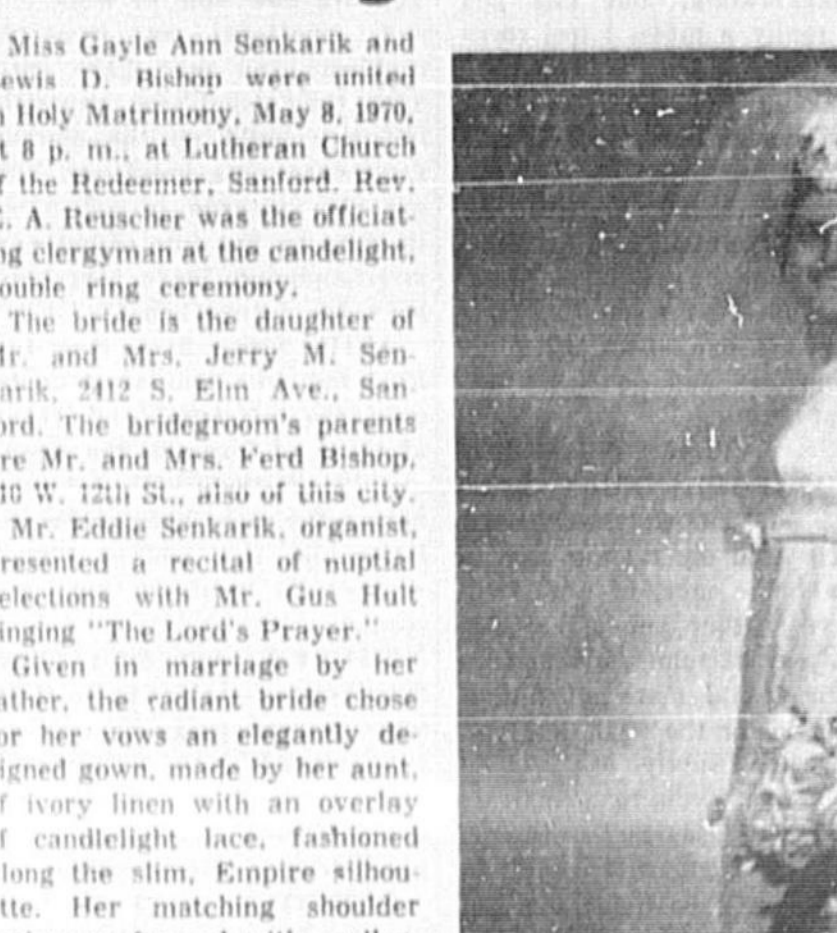 Miss Gayle Ann Senkarik and
ewis D. Bishop were united
n Holy Matrimony, May 8, 1970,
t 8 p. m., at Lutheran Church
f the Redeemer, Sanford. Rev.
. A. Reuscher was the officiat-
ng clergyman at the candelight,
ouble ring ceremony.
The bride is the daughter of
r. and Mrs. Jerry M. Sen-
arik, 2412 S. Elm Ave., San-
ord. The bridegroom's parents
re Mr. and Mrs. Ferd Bishop,
10 W. 12th St., also of this city.
Mr. Eddie Senkarik, organist,
resented a recital of nuptial
elections with Mr. Gus Hult
inging "The Lord's Prayer."
Given in marriage by her
ather, the radiant bride chose
or her vows an elegantly de-
igned gown, made by her aunt,
f ivory linen with an overlay
f candlelight lace, fashioned
long the slim, Empire silhou-
tte. Her matching shoulder